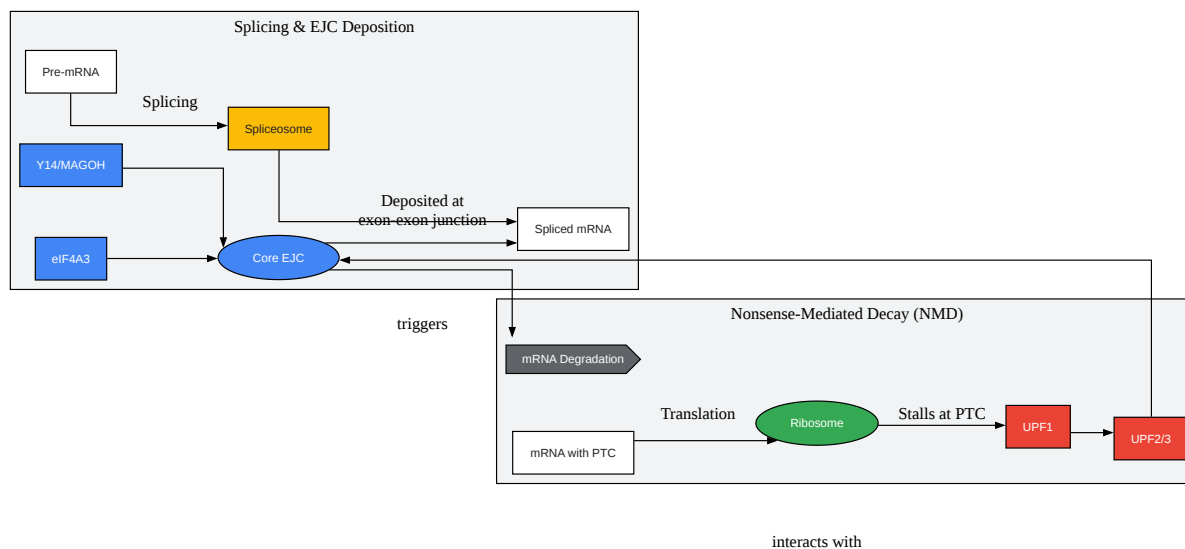 Splicing & EJC Deposition
Pre-mRNA
Splicing
Spliceosome
Y14/MAGOH
Deposited at
exon-exon junction
Spliced mRNA
eIF4A3
Core EJC
triggers
Nonsense-Mediated Decay (NMD)
mRNA Degradation
Translation
Ribosome
Stalls at PTC
UPF1
UPF2/3
mRNA with PTC
interacts with